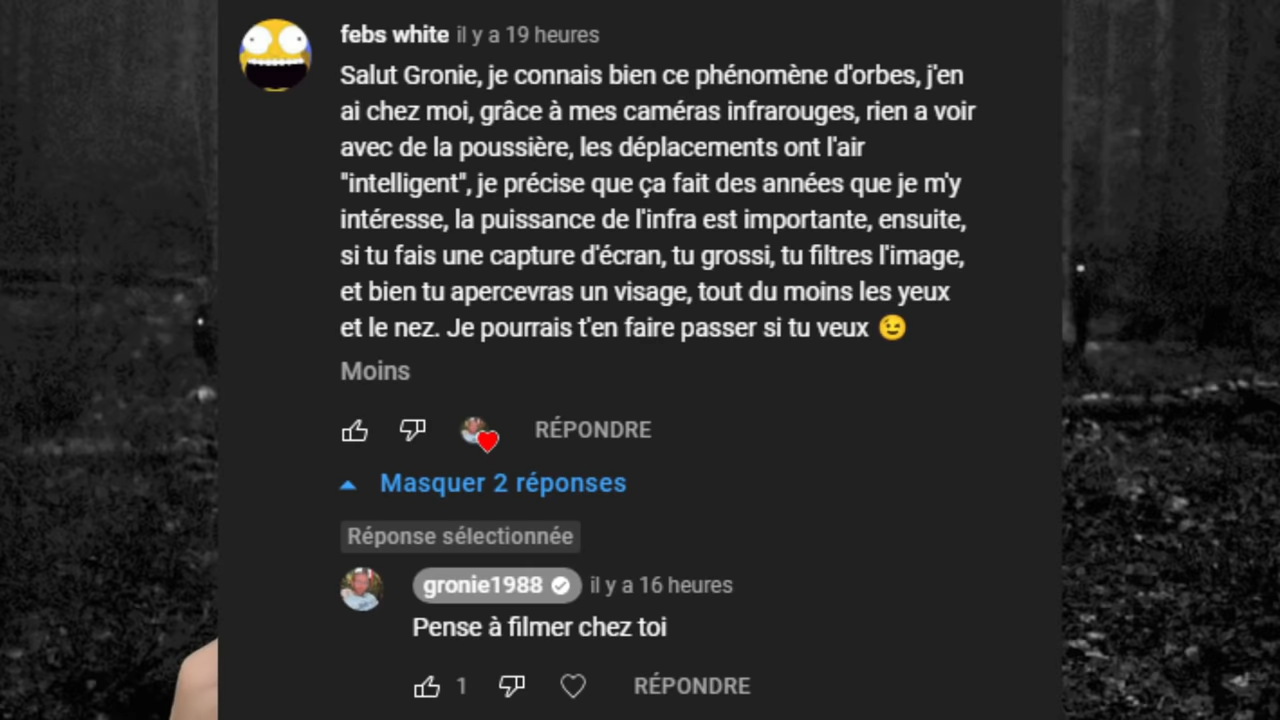 febs white il y a 19 heures
Salut Gronie, je connais bien ce phénomène d'orbes, j'en
ai chez moi, grâce à mes caméras infrarouges, rien a voir
avec de la poussière, les déplacements ont l'air
"intelligent", je précise que ça fait des années que je m'y
intéresse, la puissance de l'infra est importante, ensuite,
si tu fais une capture d'écran, tu grossi, tu filtres l'image,
et bien tu apercevras un visage, tout du moins les yeux
et le nez. Je pourrais t'en faire passer si tu veux 😉
Moins
RÉPONDRE
Masquer 2 réponses
Réponse sélectionnée
gronie1988 il y a 16 heures
Pense à filmer chez toi
1 RÉPONDRE